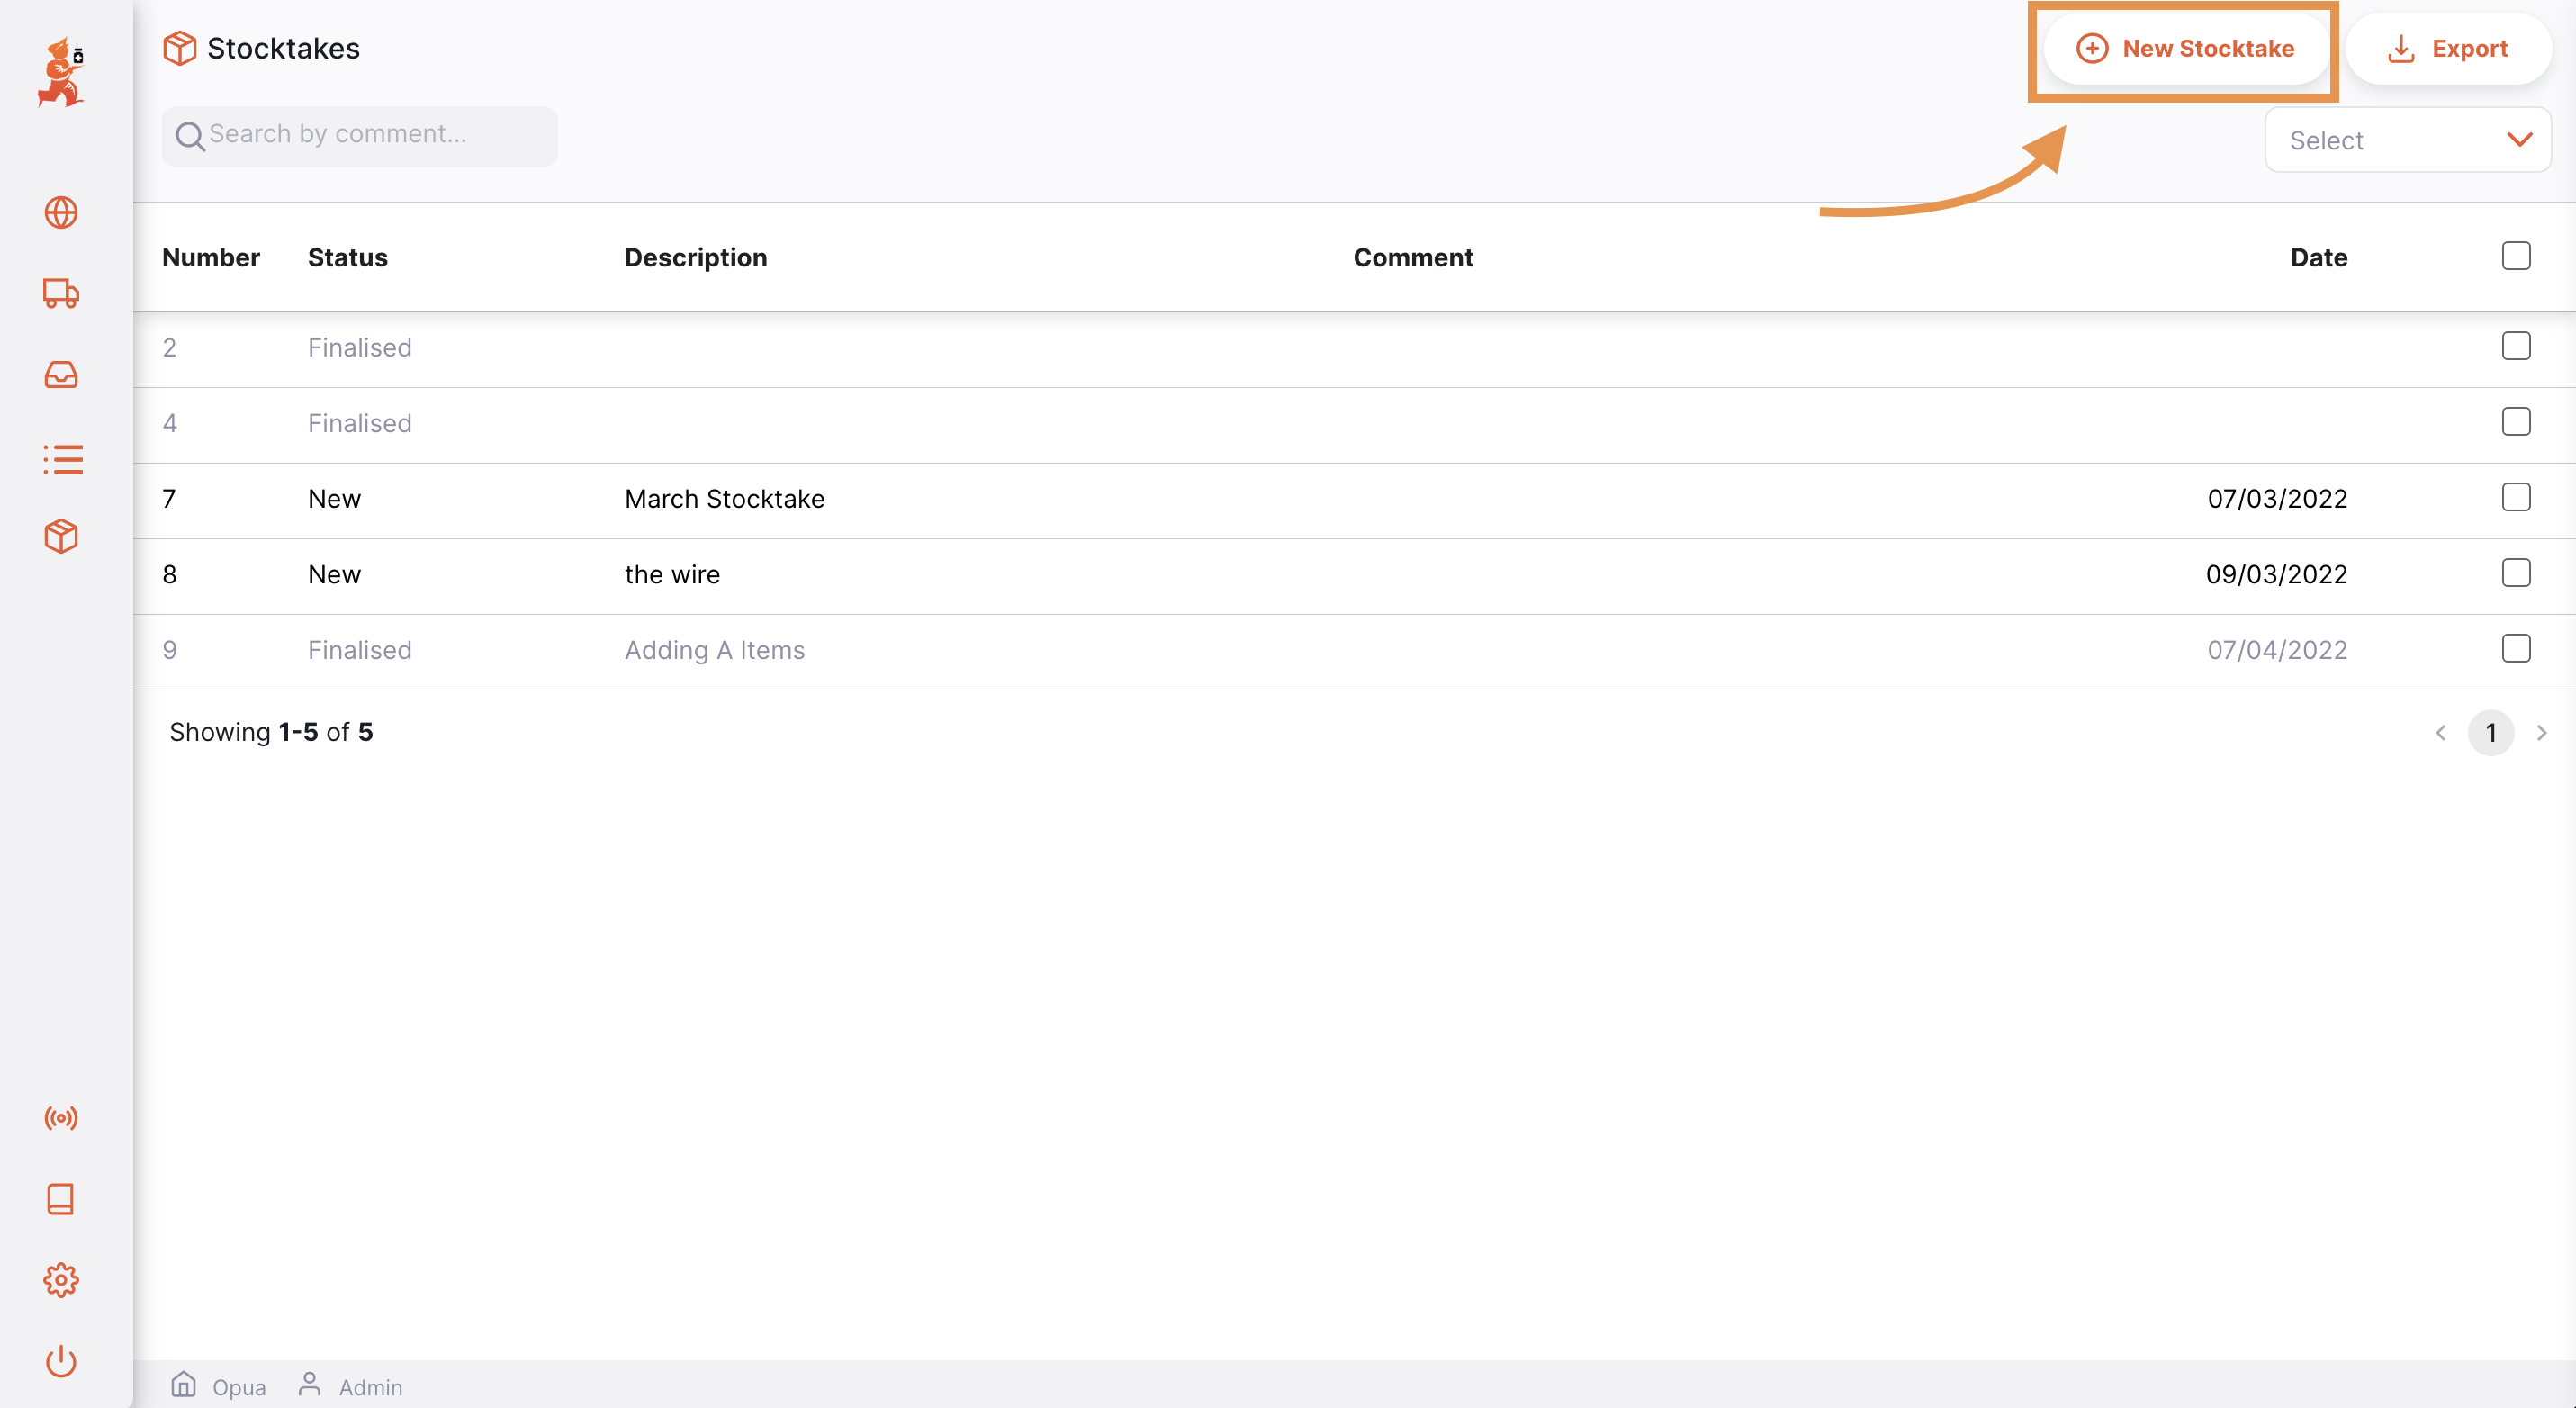 Stocktakes
New Stocktake
Export
Search by comment...
Select
Number Status Description Comment Date
2 Finalised
4 Finalised
7 New March Stocktake 07/03/2022
8 New the wire 09/03/2022
9 Finalised Adding A Items 07/04/2022
Showing 1-5 of 5
1
Opua Admin